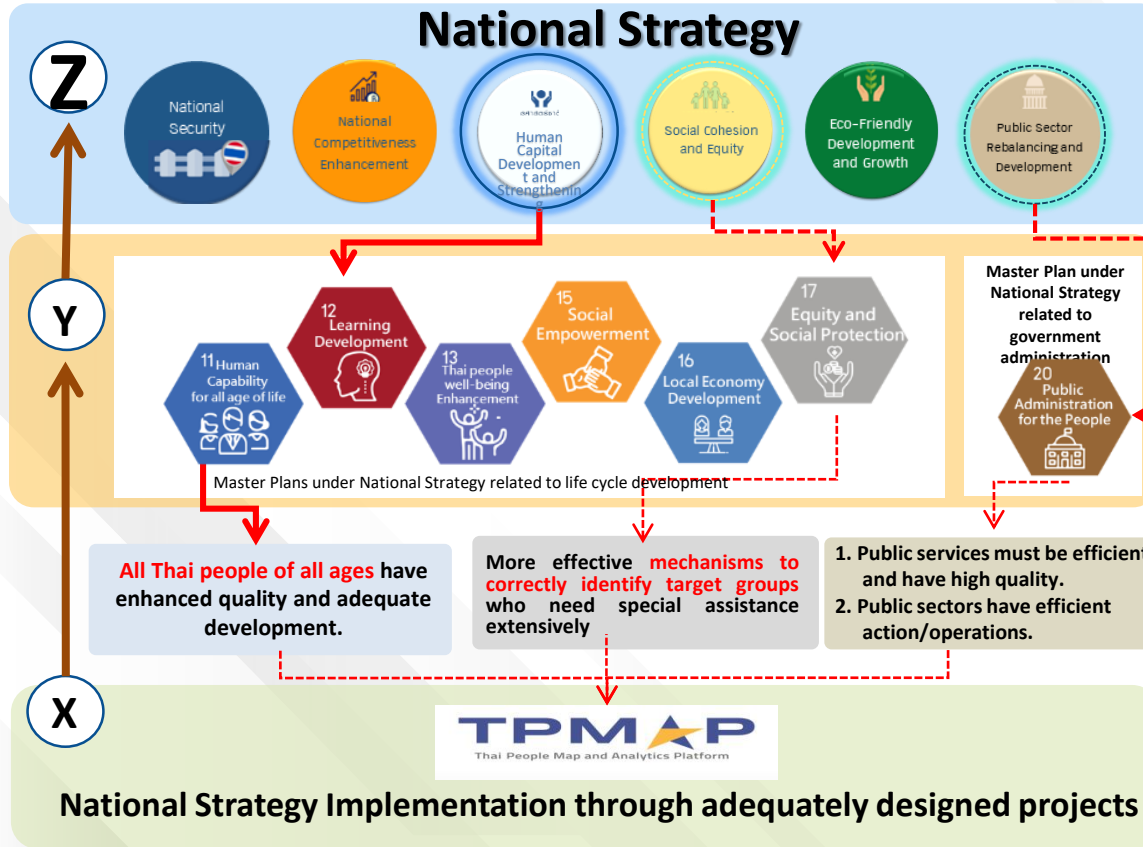 National Strategy
Z
National
Security
National
Competitiveness
Enhancement
Human
Capital
Developmen
t and
Strengthenin
g
Social Cohesion
and Equity
Eco-Friendly
Development
and Growth
Public Sector
Rebalancing and
Development
Y
11 Human
Capability
for all age of life
12
Learning
Development
13
Thai people
well-being
Enhancement
15
Social
Empowerment
16
Local Economy
Development
17
Equity and
Social Protection
Master Plans under National Strategy related to life cycle development
Master Plan under
National Strategy
related to
government
administration
20
Public
Administration
for the People
All Thai people of all ages have
enhanced quality and adequate
development.
More effective mechanisms to
correctly identify target groups
who need special assistance
extensively
1. Public services must be efficient
and have high quality.
2. Public sectors have efficient
action/operations.
X
TPMAP
Thai People Map and Analytics Platform
National Strategy Implementation through adequately designed projects